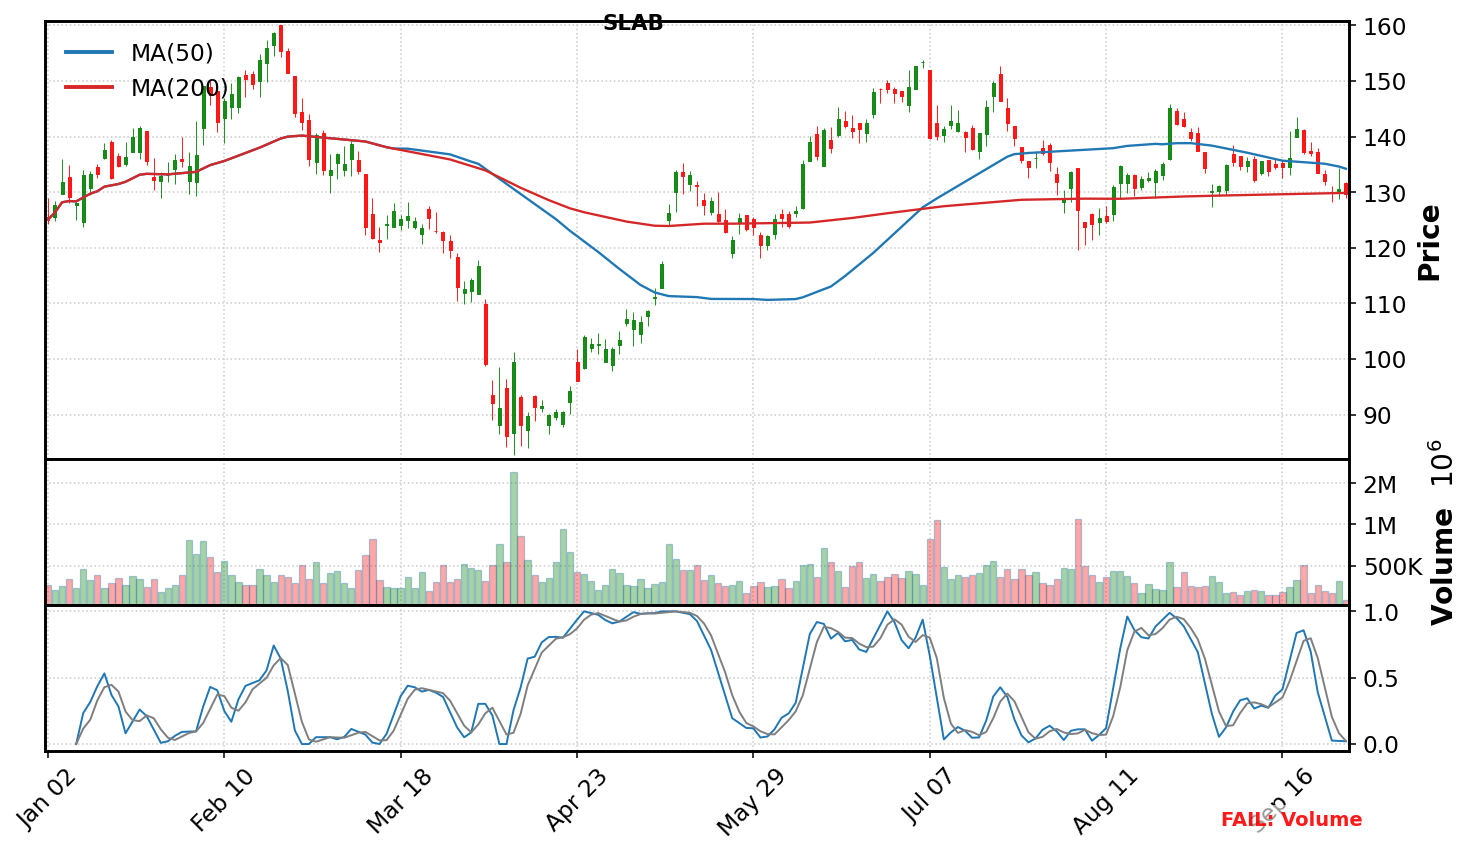 SLAB
MA(50)
MA(200)
160
150
140
130
120
110
100
90
Price
2M
1M
500K
Volume 10^6
1.0
0.5
0.0
Jan 02
Feb 10
Mar 18
Apr 23
May 29
Jul 07
Aug 11
Sep 16
FAIL: Volume